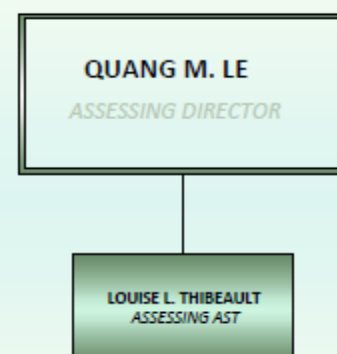 QUANG M. LE
ASSESSING DIRECTOR
LOUISE L. THIBEAULT
ASSESSING AST